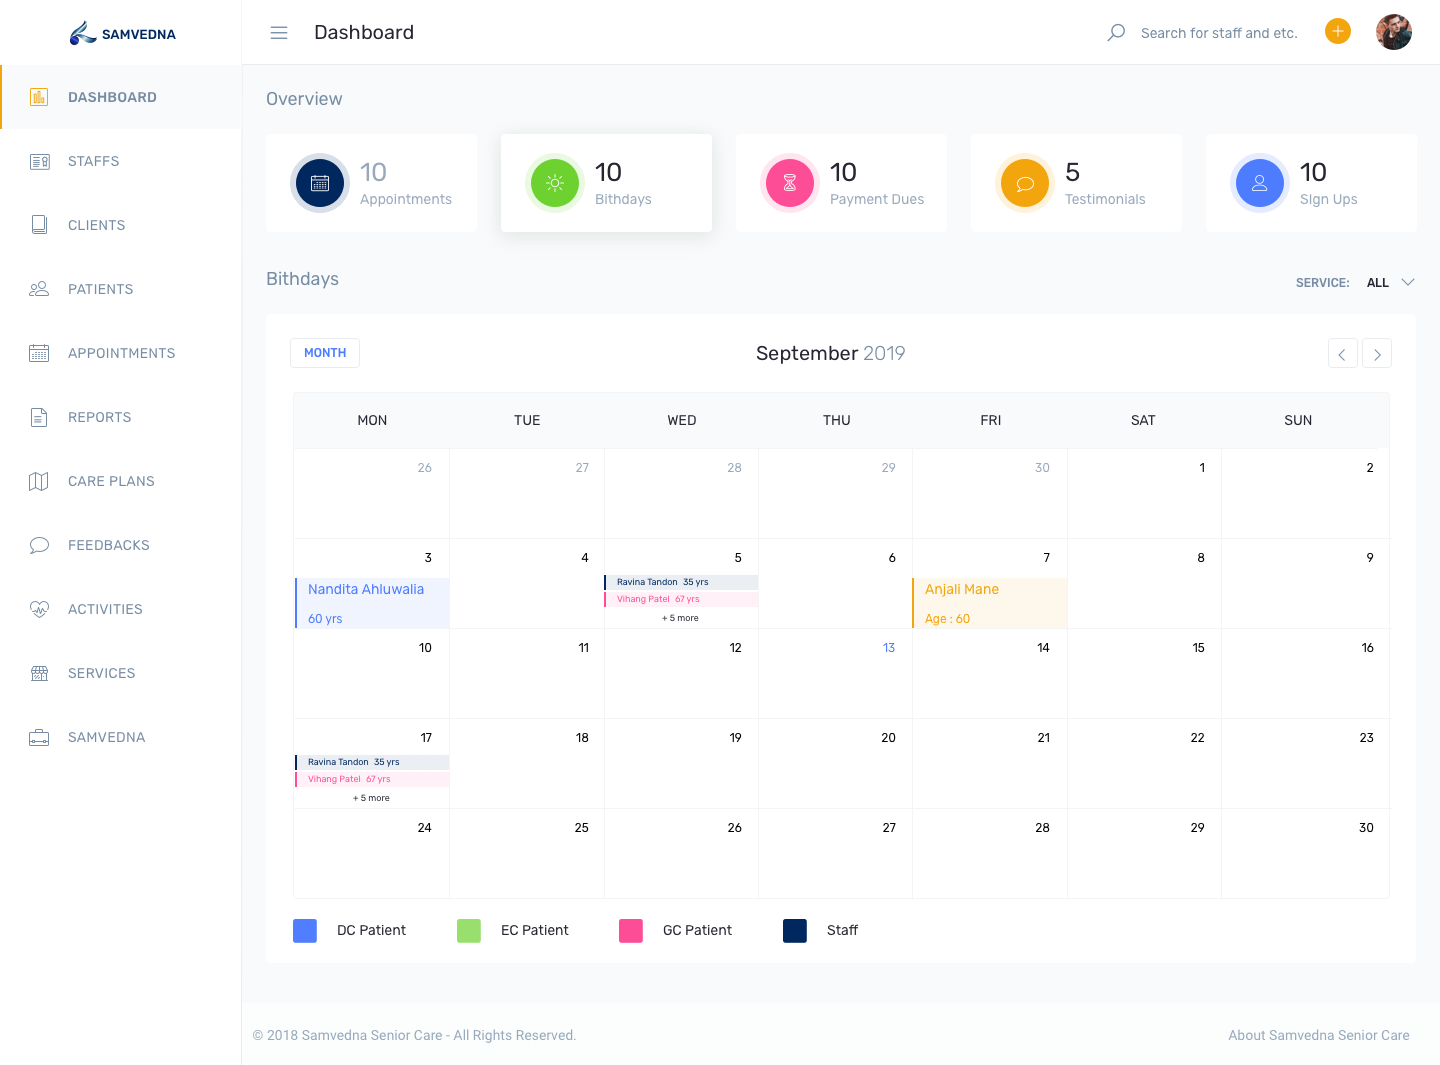 SAMVEDNA
Dashboard
Search for staff and etc.
DASHBOARD
STAFFS
CLIENTS
PATIENTS
APPOINTMENTS
REPORTS
CARE PLANS
FEEDBACKS
ACTIVITIES
SERVICES
SAMVEDNA
Overview
10
Appointments
10
Bithdays
10
Payment Dues
5
Testimonials
10
SIgn Ups
Bithdays
SERVICE: ALL
MONTH
September 2019
MON TUE WED THU FRI SAT SUN
26 27 28 29 30 1 2
3 4 5 6 7 8 9
Nandita Ahluwalia
60 yrs
Ravina Tandon 35 yrs
Vihang Patel 67 yrs
+ 5 more
Anjali Mane
Age : 60
10 11 12 13 14 15 16
17 18 19 20 21 22 23
Ravina Tandon 35 yrs
Vihang Patel 67 yrs
+ 5 more
24 25 26 27 28 29 30
DC Patient EC Patient GC Patient Staff
© 2018 Samvedna Senior Care - All Rights Reserved.
About Samvedna Senior Care